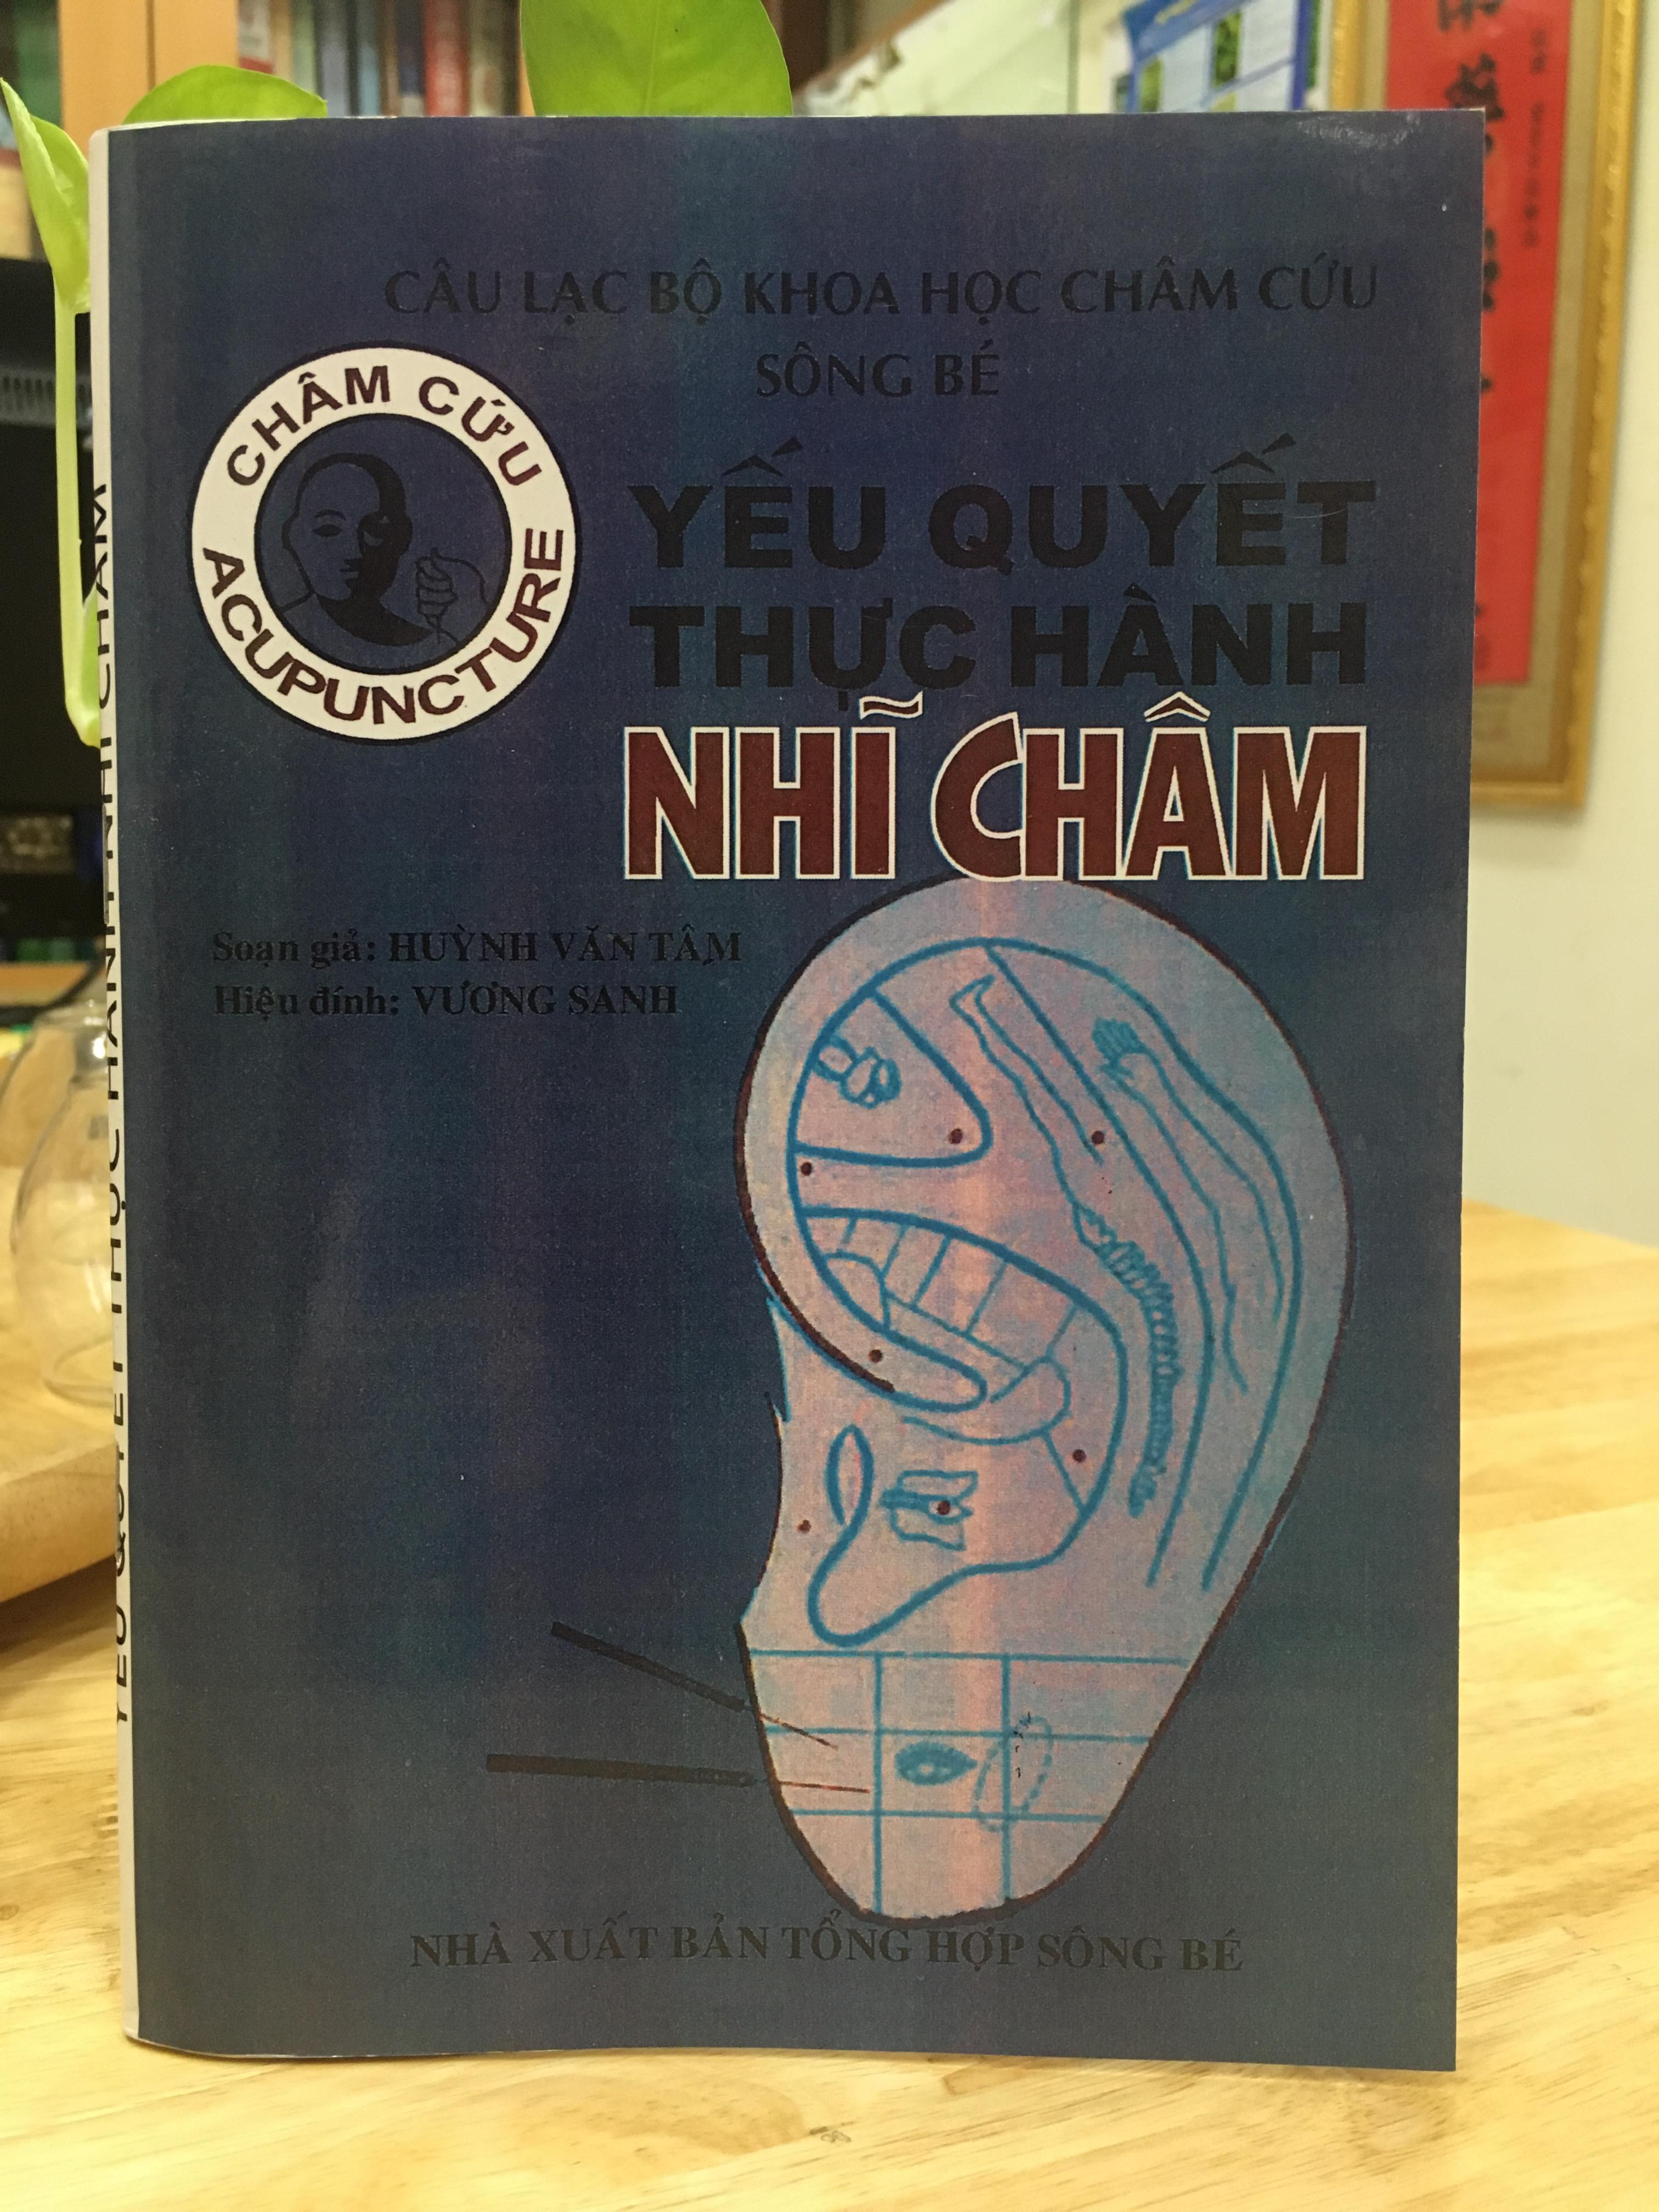 CÂU LẠC BỘ KHOA HỌC CHÂM CỨU
SÔNG BÉ
CHÂM CỨU
ACUPUNCTURE
YẾU QUYẾT
THỰC HÀNH
NHĨ CHÂM
Soạn giả: HUỲNH VĂN TÂM
Hiệu đính: VƯƠNG SANH
NHÀ XUẤT BẢN TỔNG HỢP SÔNG BÉ
YẾU QUYẾT THỰC HÀNH NHĨ CHÂM